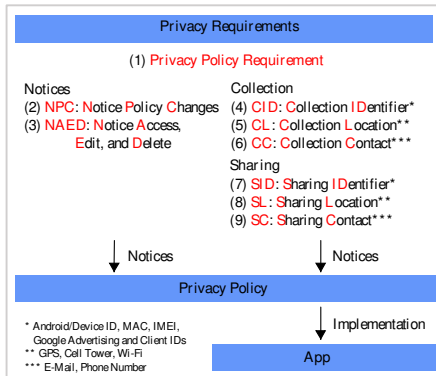 Privacy Requirements
(1) Privacy Policy Requirement
Notices
(2) NPC: Notice Policy Changes
(3) NAED: Notice Access,
Edit, and Delete
Collection
(4) CID: Collection IDentifier*
(5) CL: Collection Location**
(6) CC: Collection Contact***
Sharing
(7) SID: Sharing IDentifier*
(8) SL: Sharing Location**
(9) SC: Sharing Contact***
Notices
Notices
Privacy Policy
* Android/Device ID, MAC, IMEI,
Google Advertising and Client IDs
** GPS, Cell Tower, Wi-Fi
*** E-Mail, Phone Number
Implementation
App